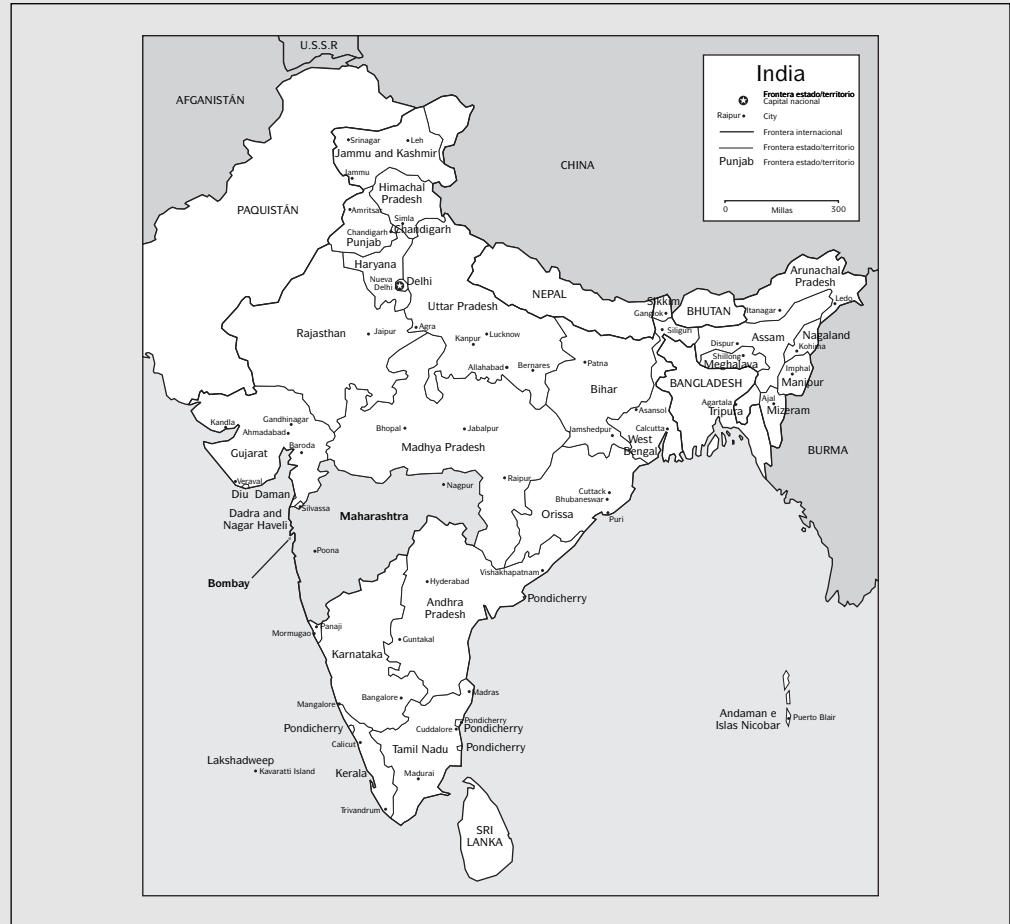 U.S.S.R
AFGANISTÁN
India
Frontera estado/territorio
Capital nacional
Raipur
City
Frontera internacional
Frontera estado/territorio
Punjab
Frontera estado/territorio
0
Millas
300
CHINA
Srinagar
Leh
Jammu and Kashmir
Jammu
Himachal
Pradesh
PAQUISTÁN
Amritsar
Simla
Chandigarh
Chandigarh
Punjab
Haryana
Nueva
Delhi
Delhi
Uttar Pradesh
NEPAL
Sikkim
Gangtok
BHUTAN
Arunachal
Pradesh
Itanagar
Ledo
Rajasthan
Jaipur
Agra
Kanpur
Lucknow
Siliguri
Dispur
Assam
Nagaland
Kohima
Shillong
Meghalaya
Imphal
Manipur
Allahabad
Bernares
Patna
Bihar
BANGLADESH
Agartala
Tripura
Ajal
Mizeram
Asansol
Kandla
Gandhinagar
Ahmadabad
Baroda
Gujarat
Bhopal
Jabalpur
Madhya Pradesh
Jamshedpur
Calcutta
West
Bengal
BURMA
Veraval
Diu
Daman
Silvassa
Dadra and
Nagar Haveli
Nagpur
Maharashtra
Raipur
Cuttack
Bhubaneswar
Orissa
Puri
Poona
Bombay
Vishakhapatnam
Hyderabad
Andhra
Pradesh
Pondicherry
Panaji
Mormugao
Guntakal
Karnataka
Bangalore
Madras
Mangalore
Andaman e
Islas Nicobar
Puerto Blair
Pondicherry
Pondicherry
Cuddalore
Pondicherry
Calicut
Tamil Nadu
Pondicherry
Lakshadweep
Kavaratti Island
Kerala
Madurai
Trivandrum
SRI
LANKA